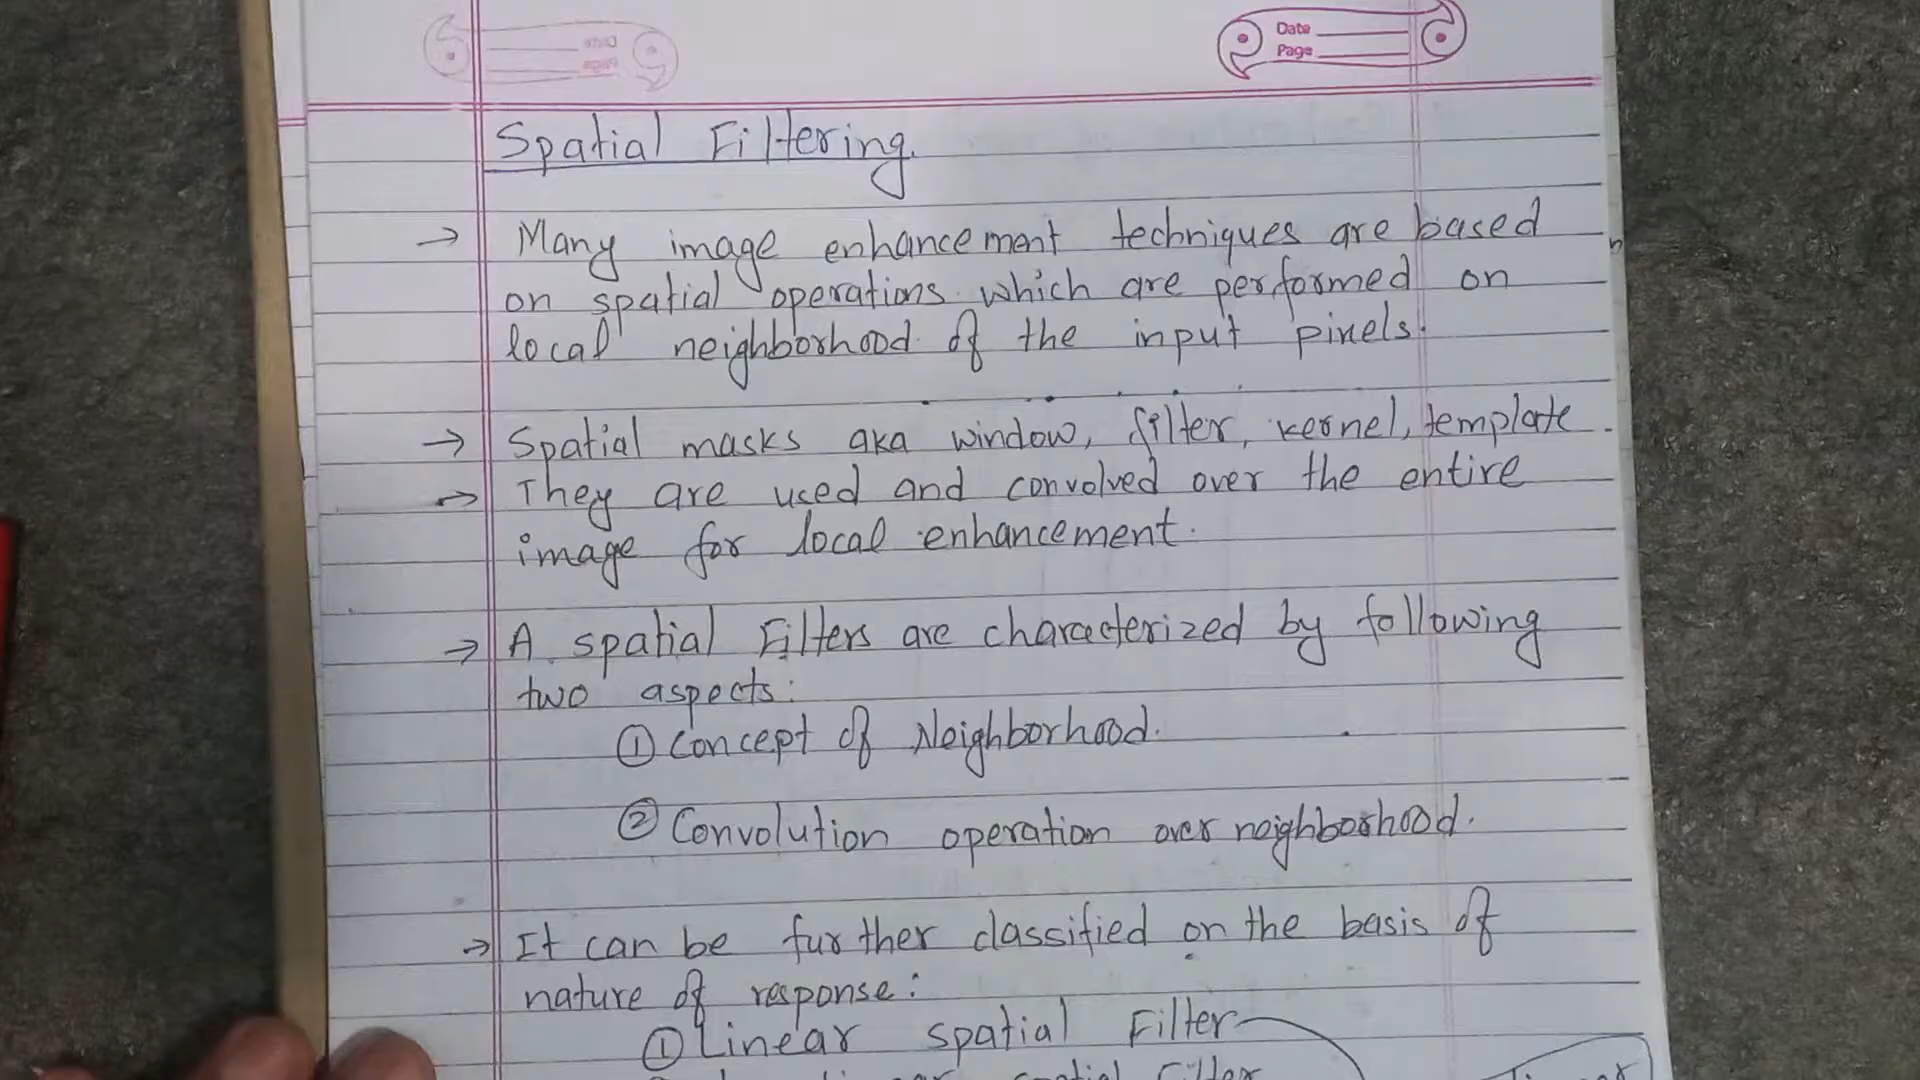 Date
Page
Spatial Filtering.
→ Many image enhancement techniques are based
on spatial operations which are performed on
local neighborhood of the input pixels.
→ Spatial masks aka window, filter, kernel, template.
→ They are used and convolved over the entire
image for local enhancement.
→ A spatial Filters are characterized by following
two aspects:
① Concept of Neighborhood.
② Convolution operation over neighborhood.
→ It can be further classified on the basis of
nature of response:
① Linear spatial Filter
spatial Filter